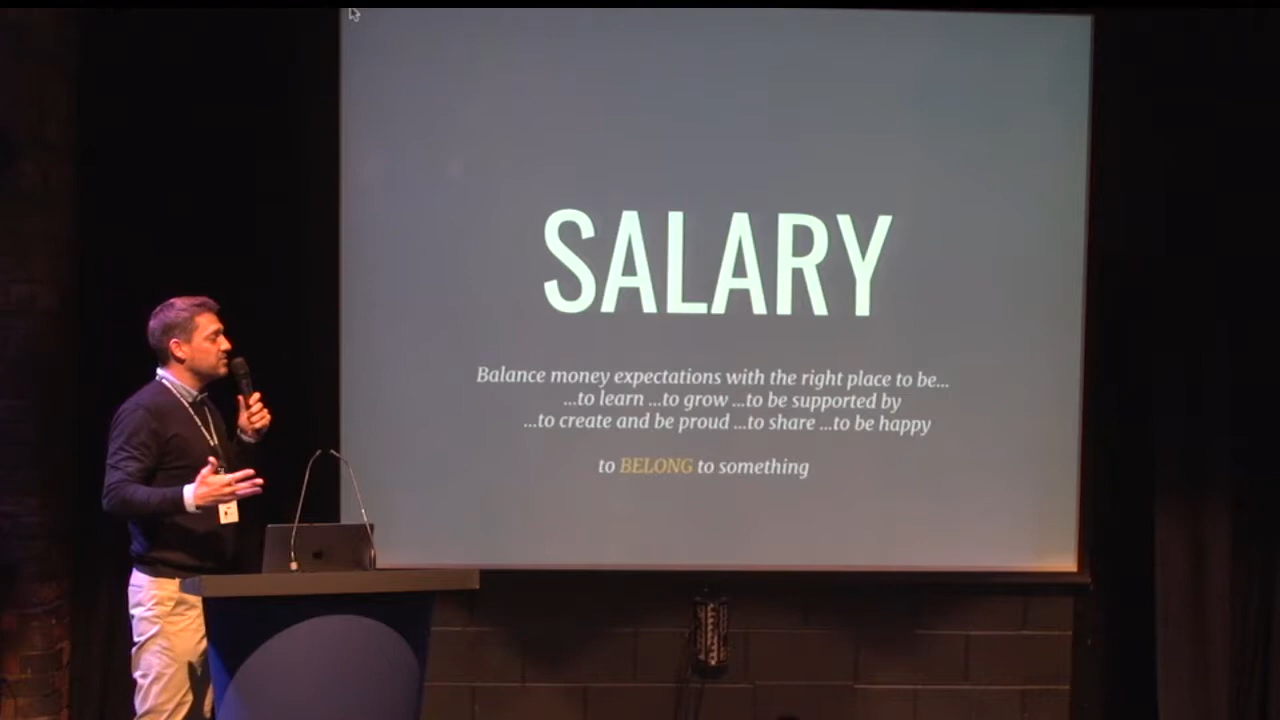 SALARY
Balance money expectations with the right place to be...
...to learn ...to grow ...to be supported by
...to create and be proud ...to share ...to be happy
to BELONG to something